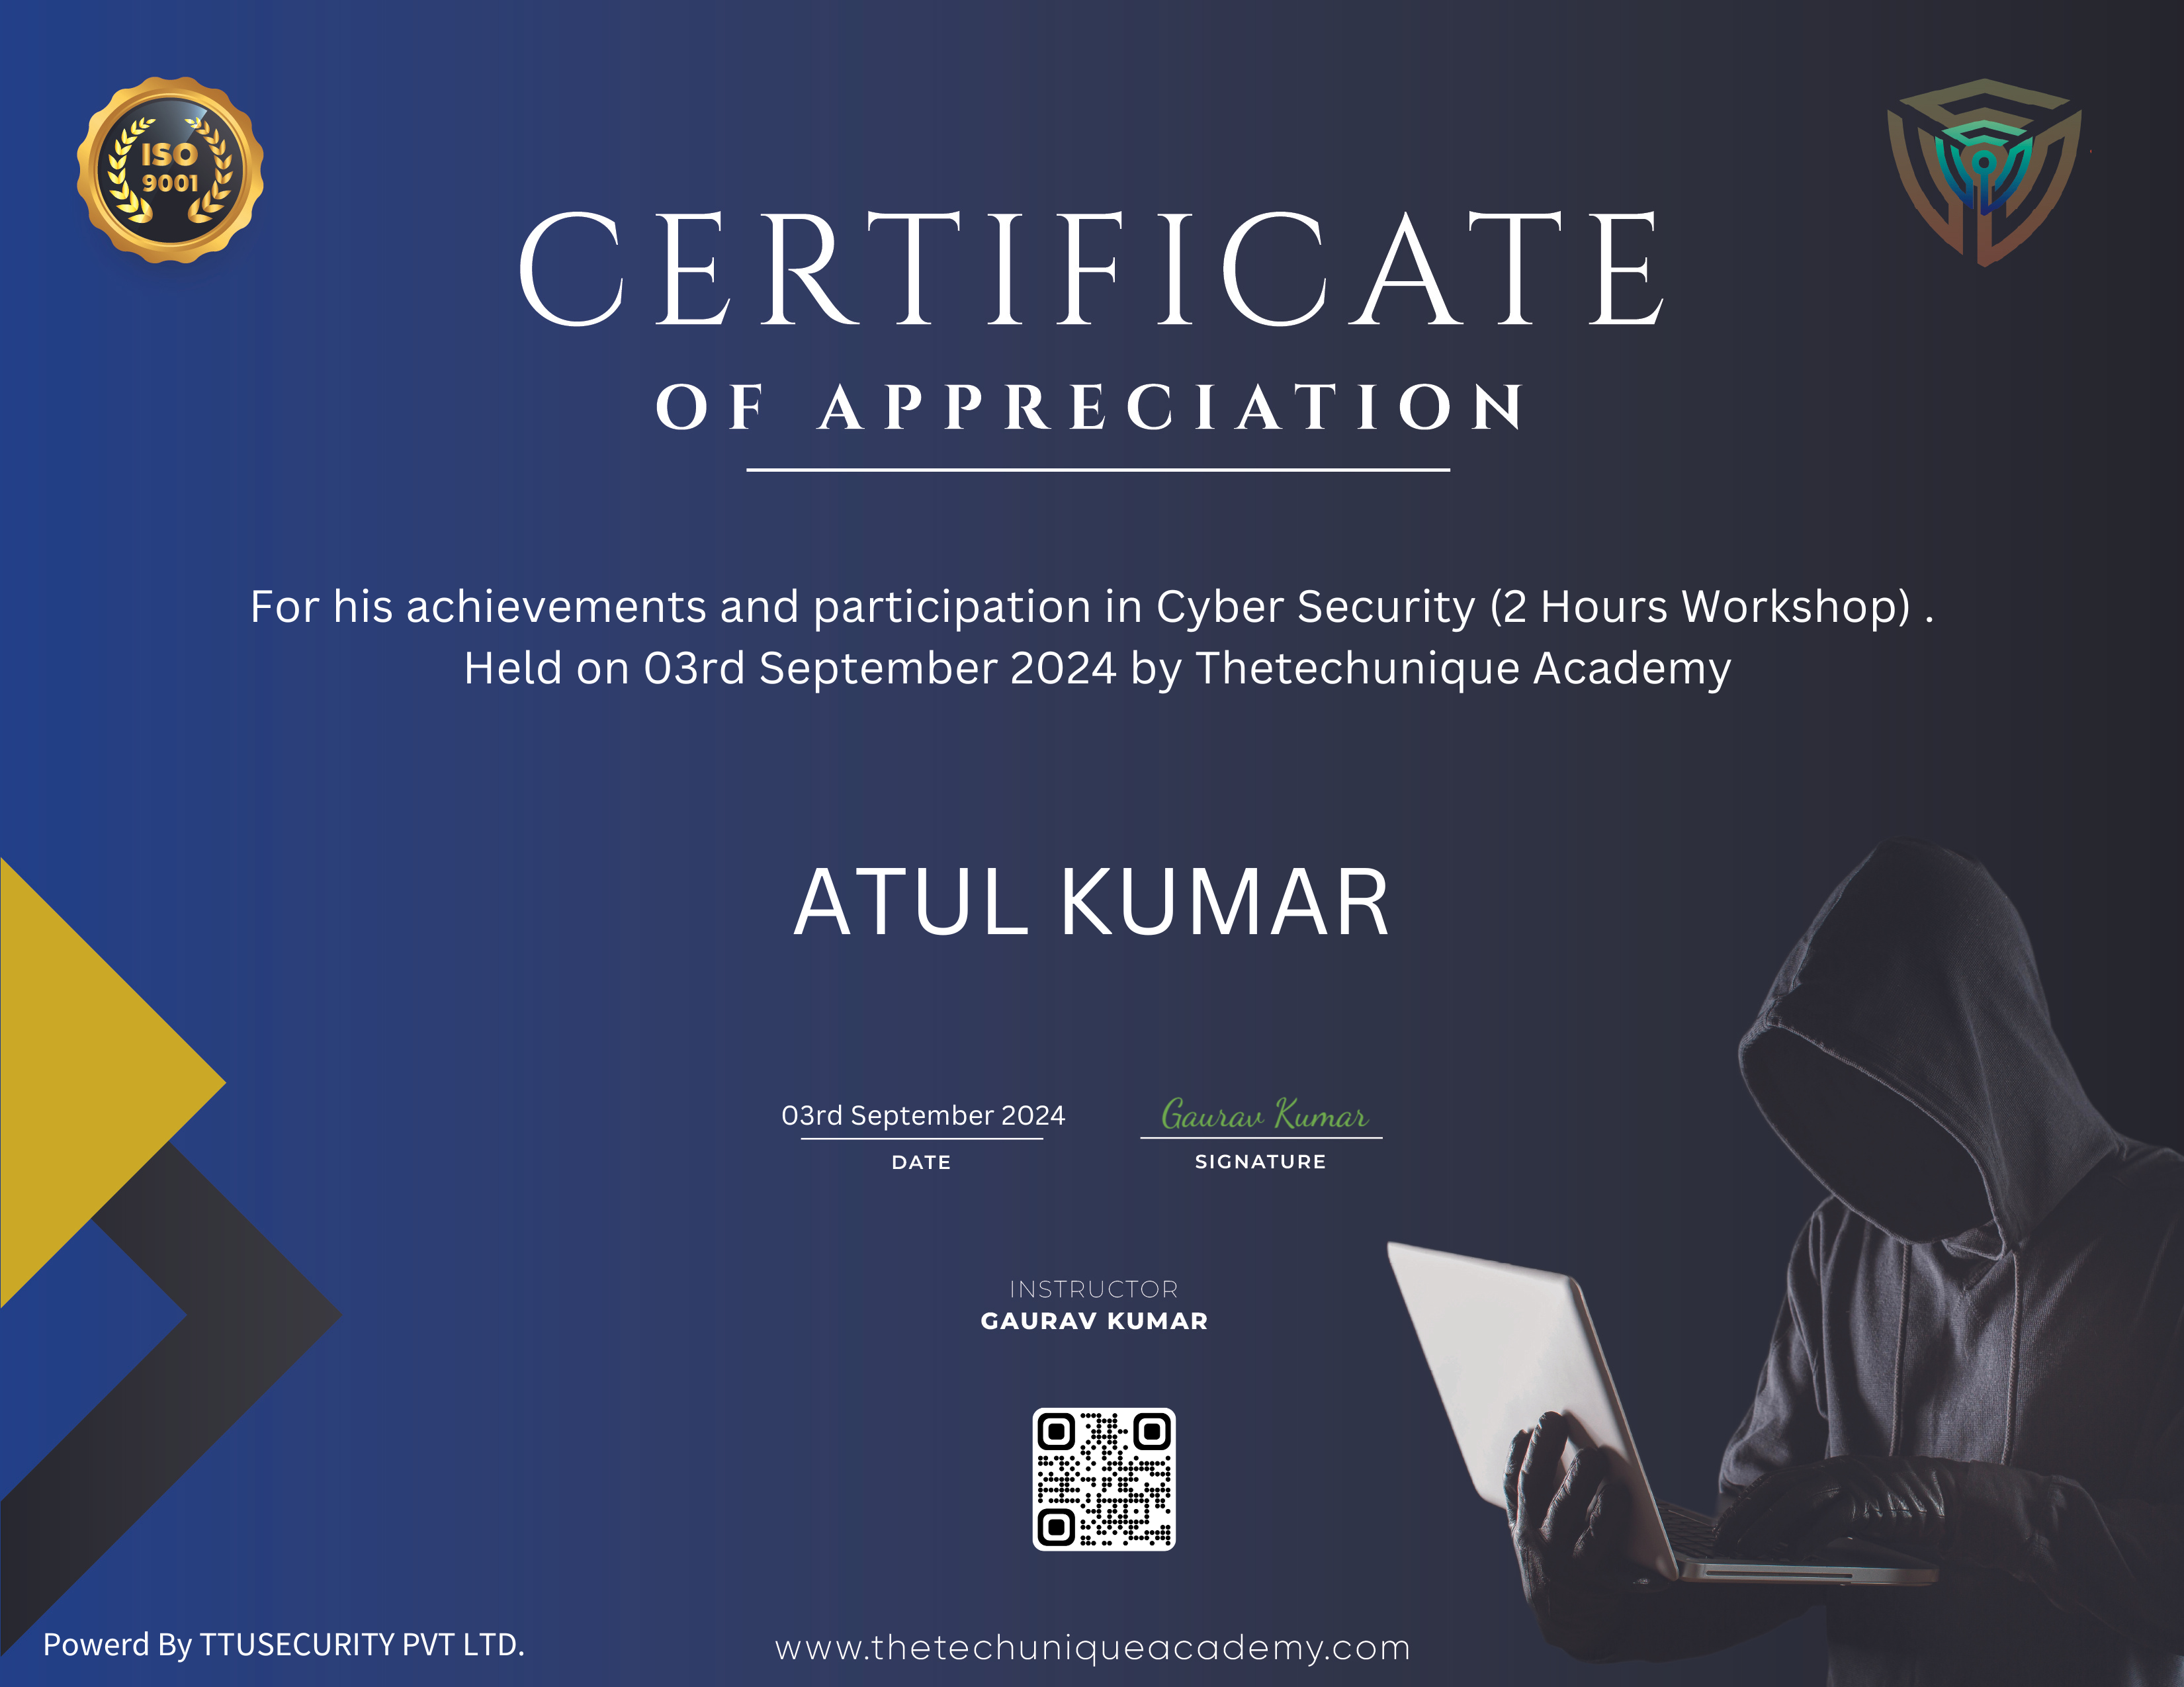 ISO
9001
CERTIFICATE
OF APPRECIATION
For his achievements and participation in Cyber Security (2 Hours Workshop) .
Held on 03rd September 2024 by Thetechunique Academy
ATUL KUMAR
03rd September 2024
DATE
Gaurav Kumar
SIGNATURE
INSTRUCTOR
GAURAV KUMAR
Powerd By TTUSECURITY PVT LTD.
www.thetechuniqueacademy.com